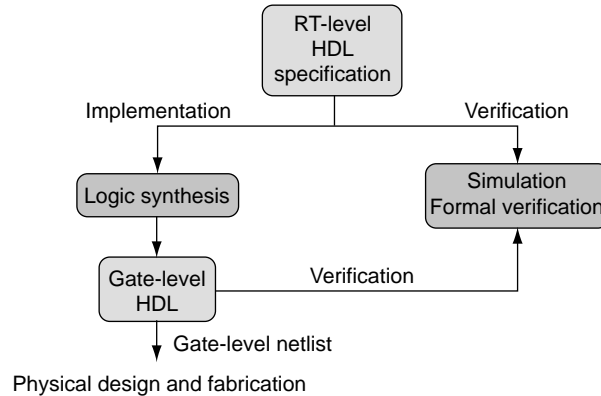 RT-level
HDL
specification
Implementation
Verification
Logic synthesis
Simulation
Formal verification
Gate-level
HDL
Verification
Gate-level netlist
Physical design and fabrication